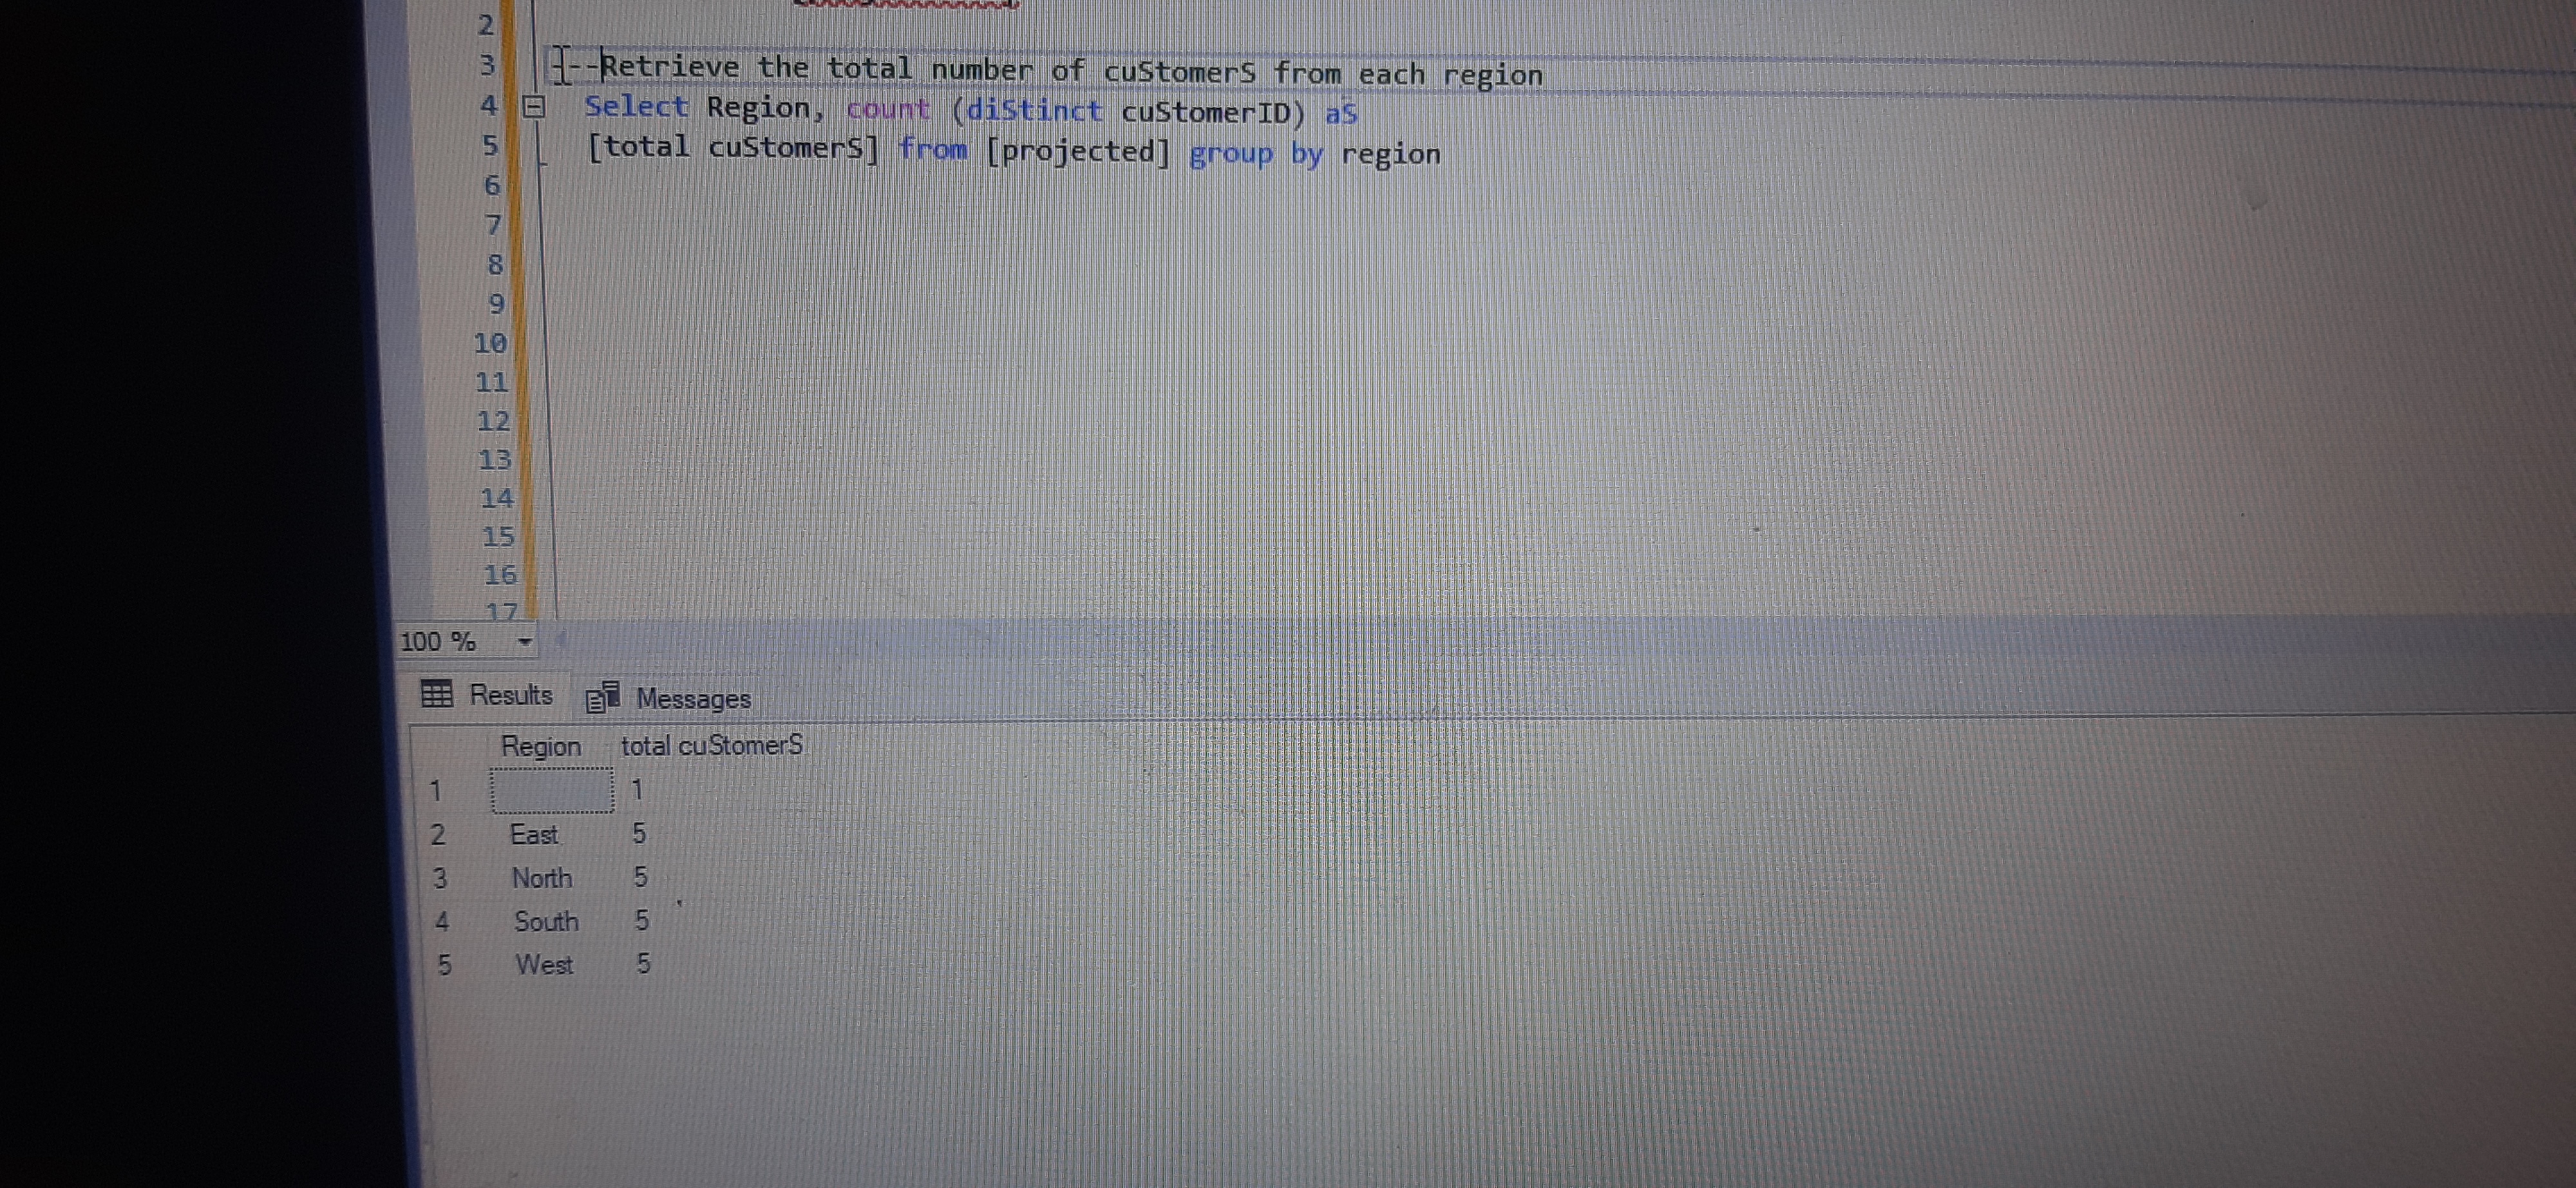 2
3 --Retrieve the total number of cuStomerS from each region
4 Select Region, count (diStinct cuStomerID) aS
5 [total cuStomerS] from [projected] group by region
6
7
8
9
10
11
12
13
14
15
16
17
100 %
Results Messages
Region total cuStomerS
1 1
2 East 5
3 North 5
4 South 5
5 West 5